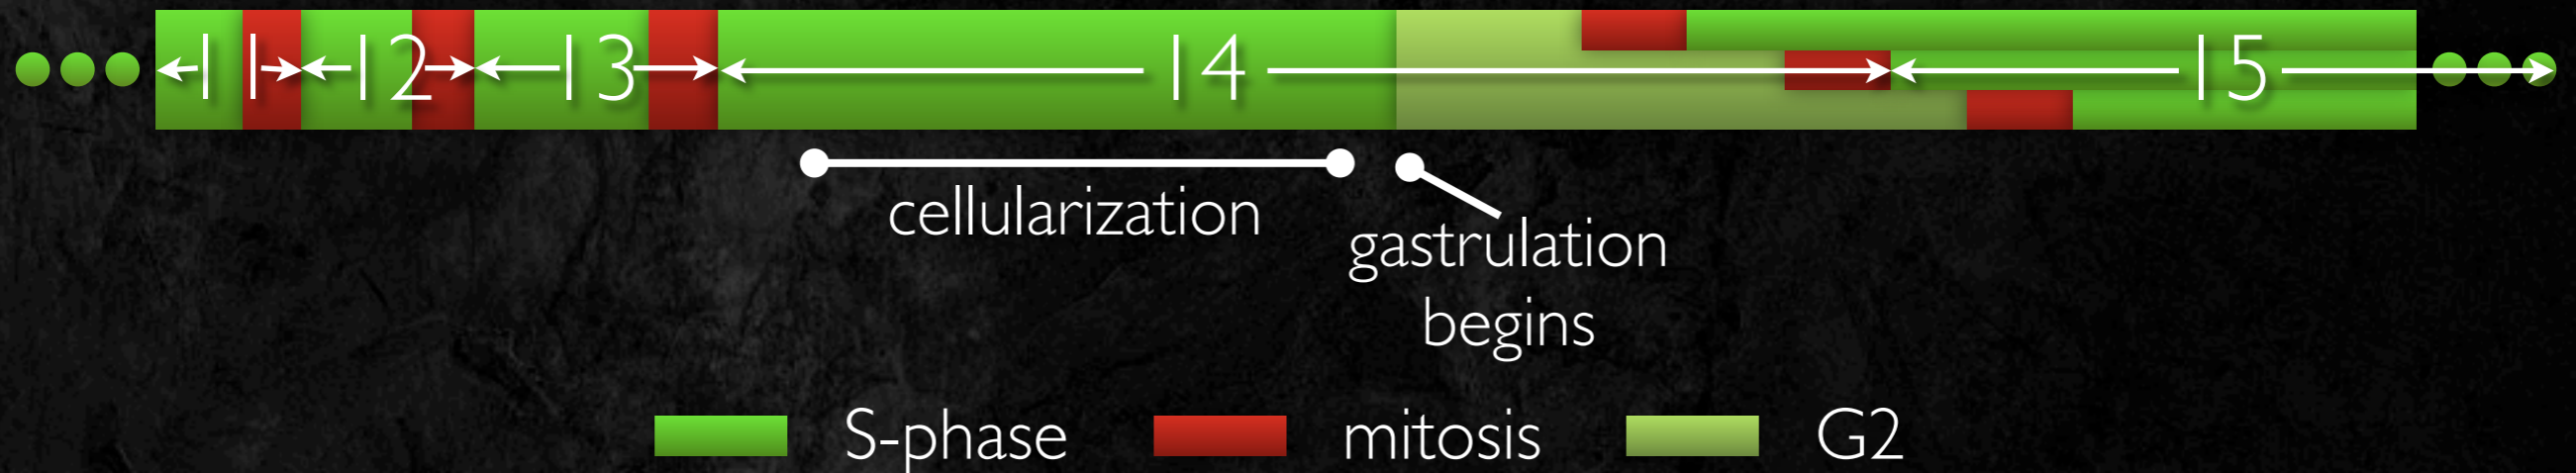 11 12 13 14 15
cellularization
gastrulation
begins
S-phase mitosis G2